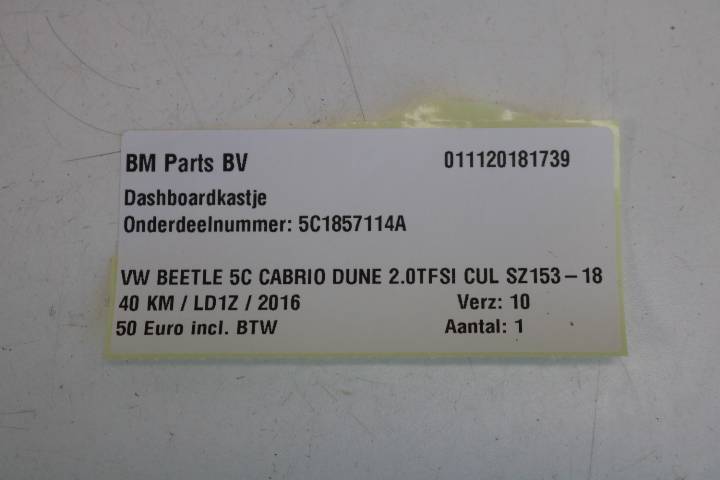 BM Parts BV 011120181739
Dashboardkastje
Onderdeelnummer: 5C1857114A
VW BEETLE 5C CABRIO DUNE 2.0TFSI CUL SZ153-18
40 KM / LD1Z / 2016 Verz: 10
50 Euro incl. BTW Aantal: 1